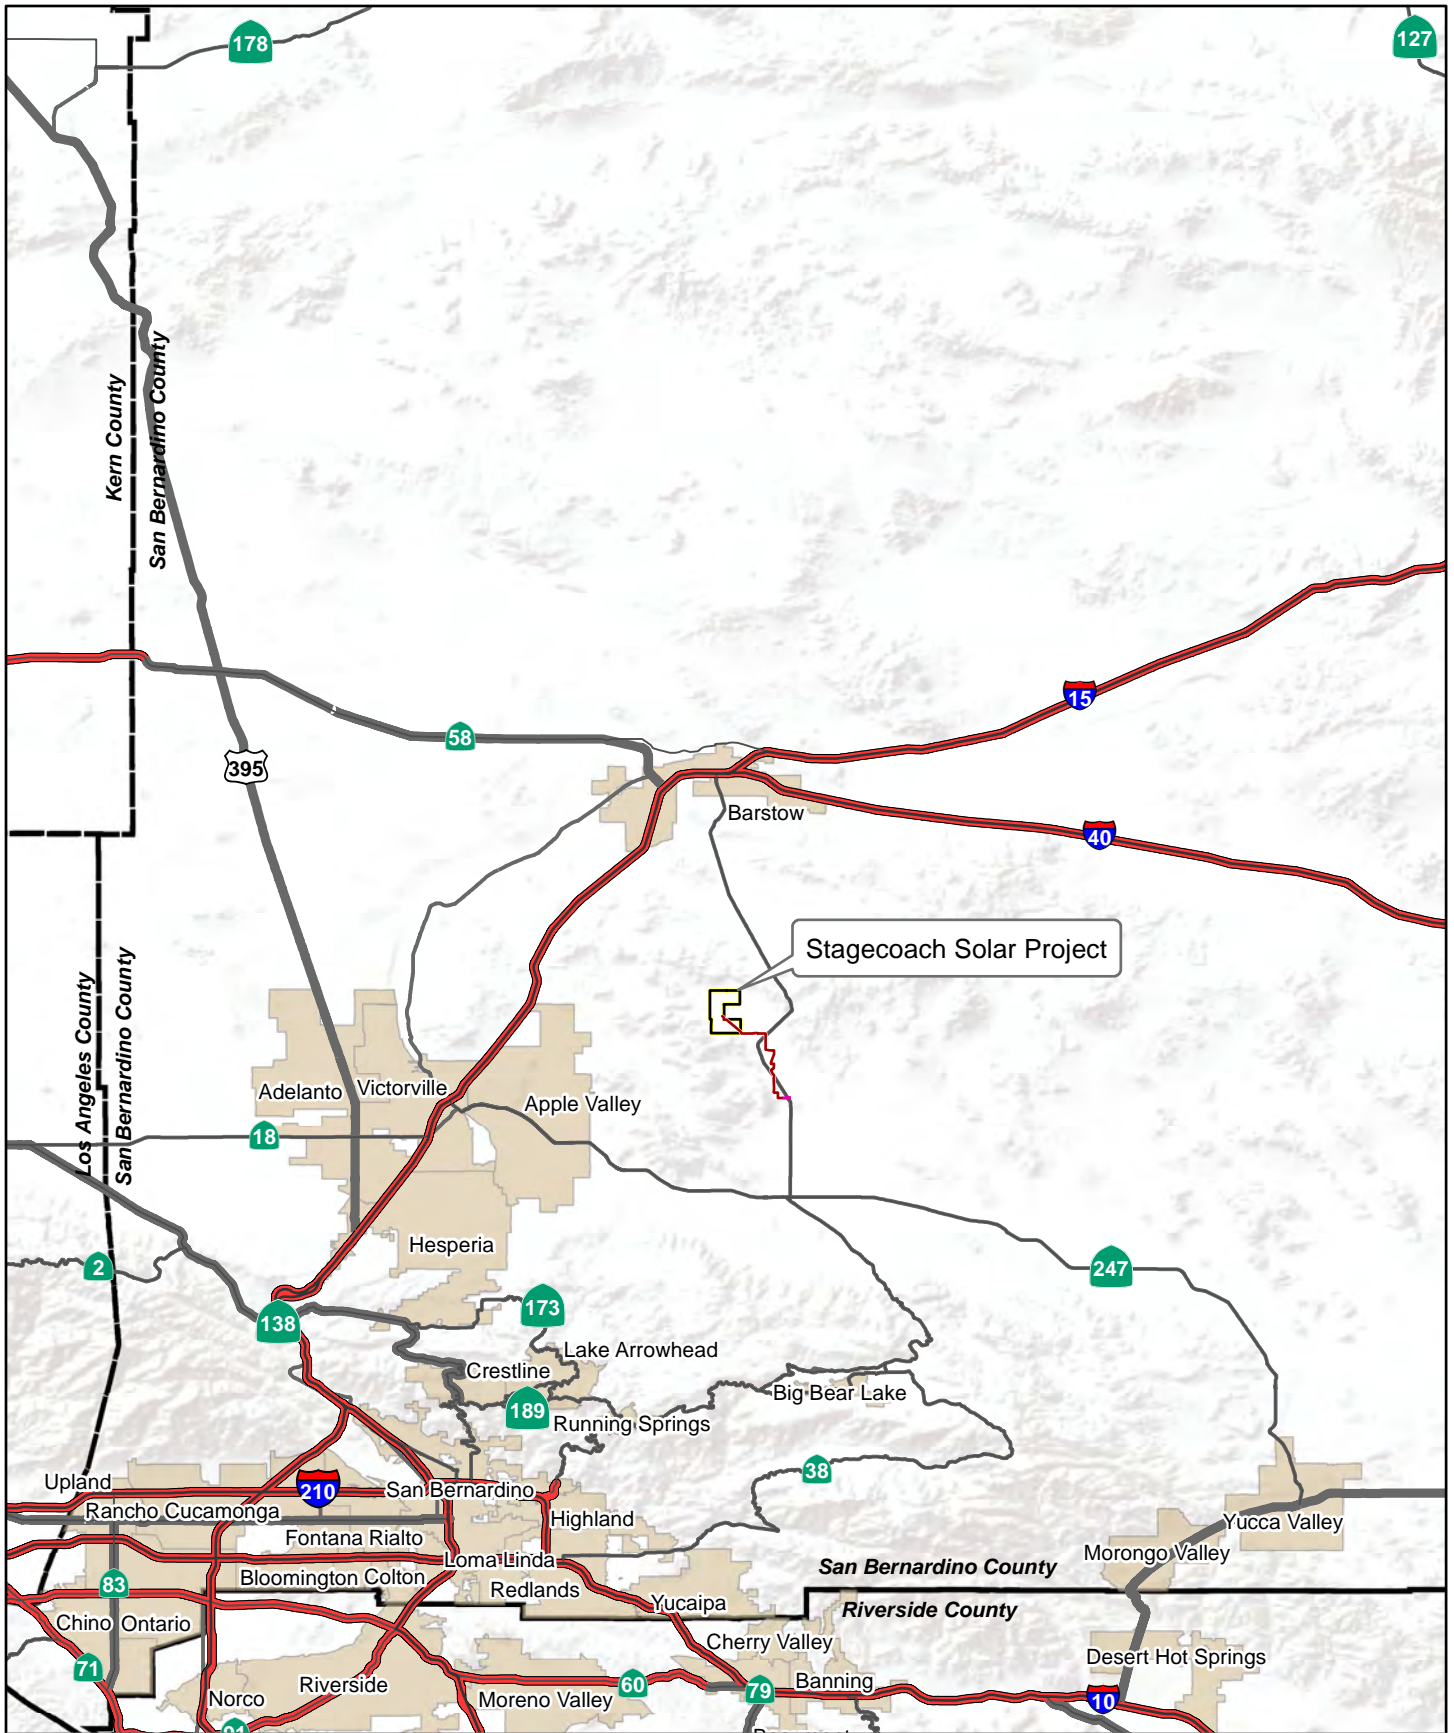 178
127
Kern County
San Bernardino County
15
58
395
Barstow
40
Stagecoach Solar Project
Los Angeles County
San Bernardino County
Adelanto
Victorville
Apple Valley
18
Hesperia
2
247
173
138
Lake Arrowhead
Crestline
Big Bear Lake
189
Running Springs
38
Upland
210
San Bernardino
Rancho Cucamonga
Highland
Yucca Valley
Fontana Rialto
Morongo Valley
Loma Linda
San Bernardino County
Bloomington Colton
83
Redlands
Yucaipa
Riverside County
Chino Ontario
Cherry Valley
Desert Hot Springs
71
Riverside
60
Banning
79
Norco
Moreno Valley
10
91